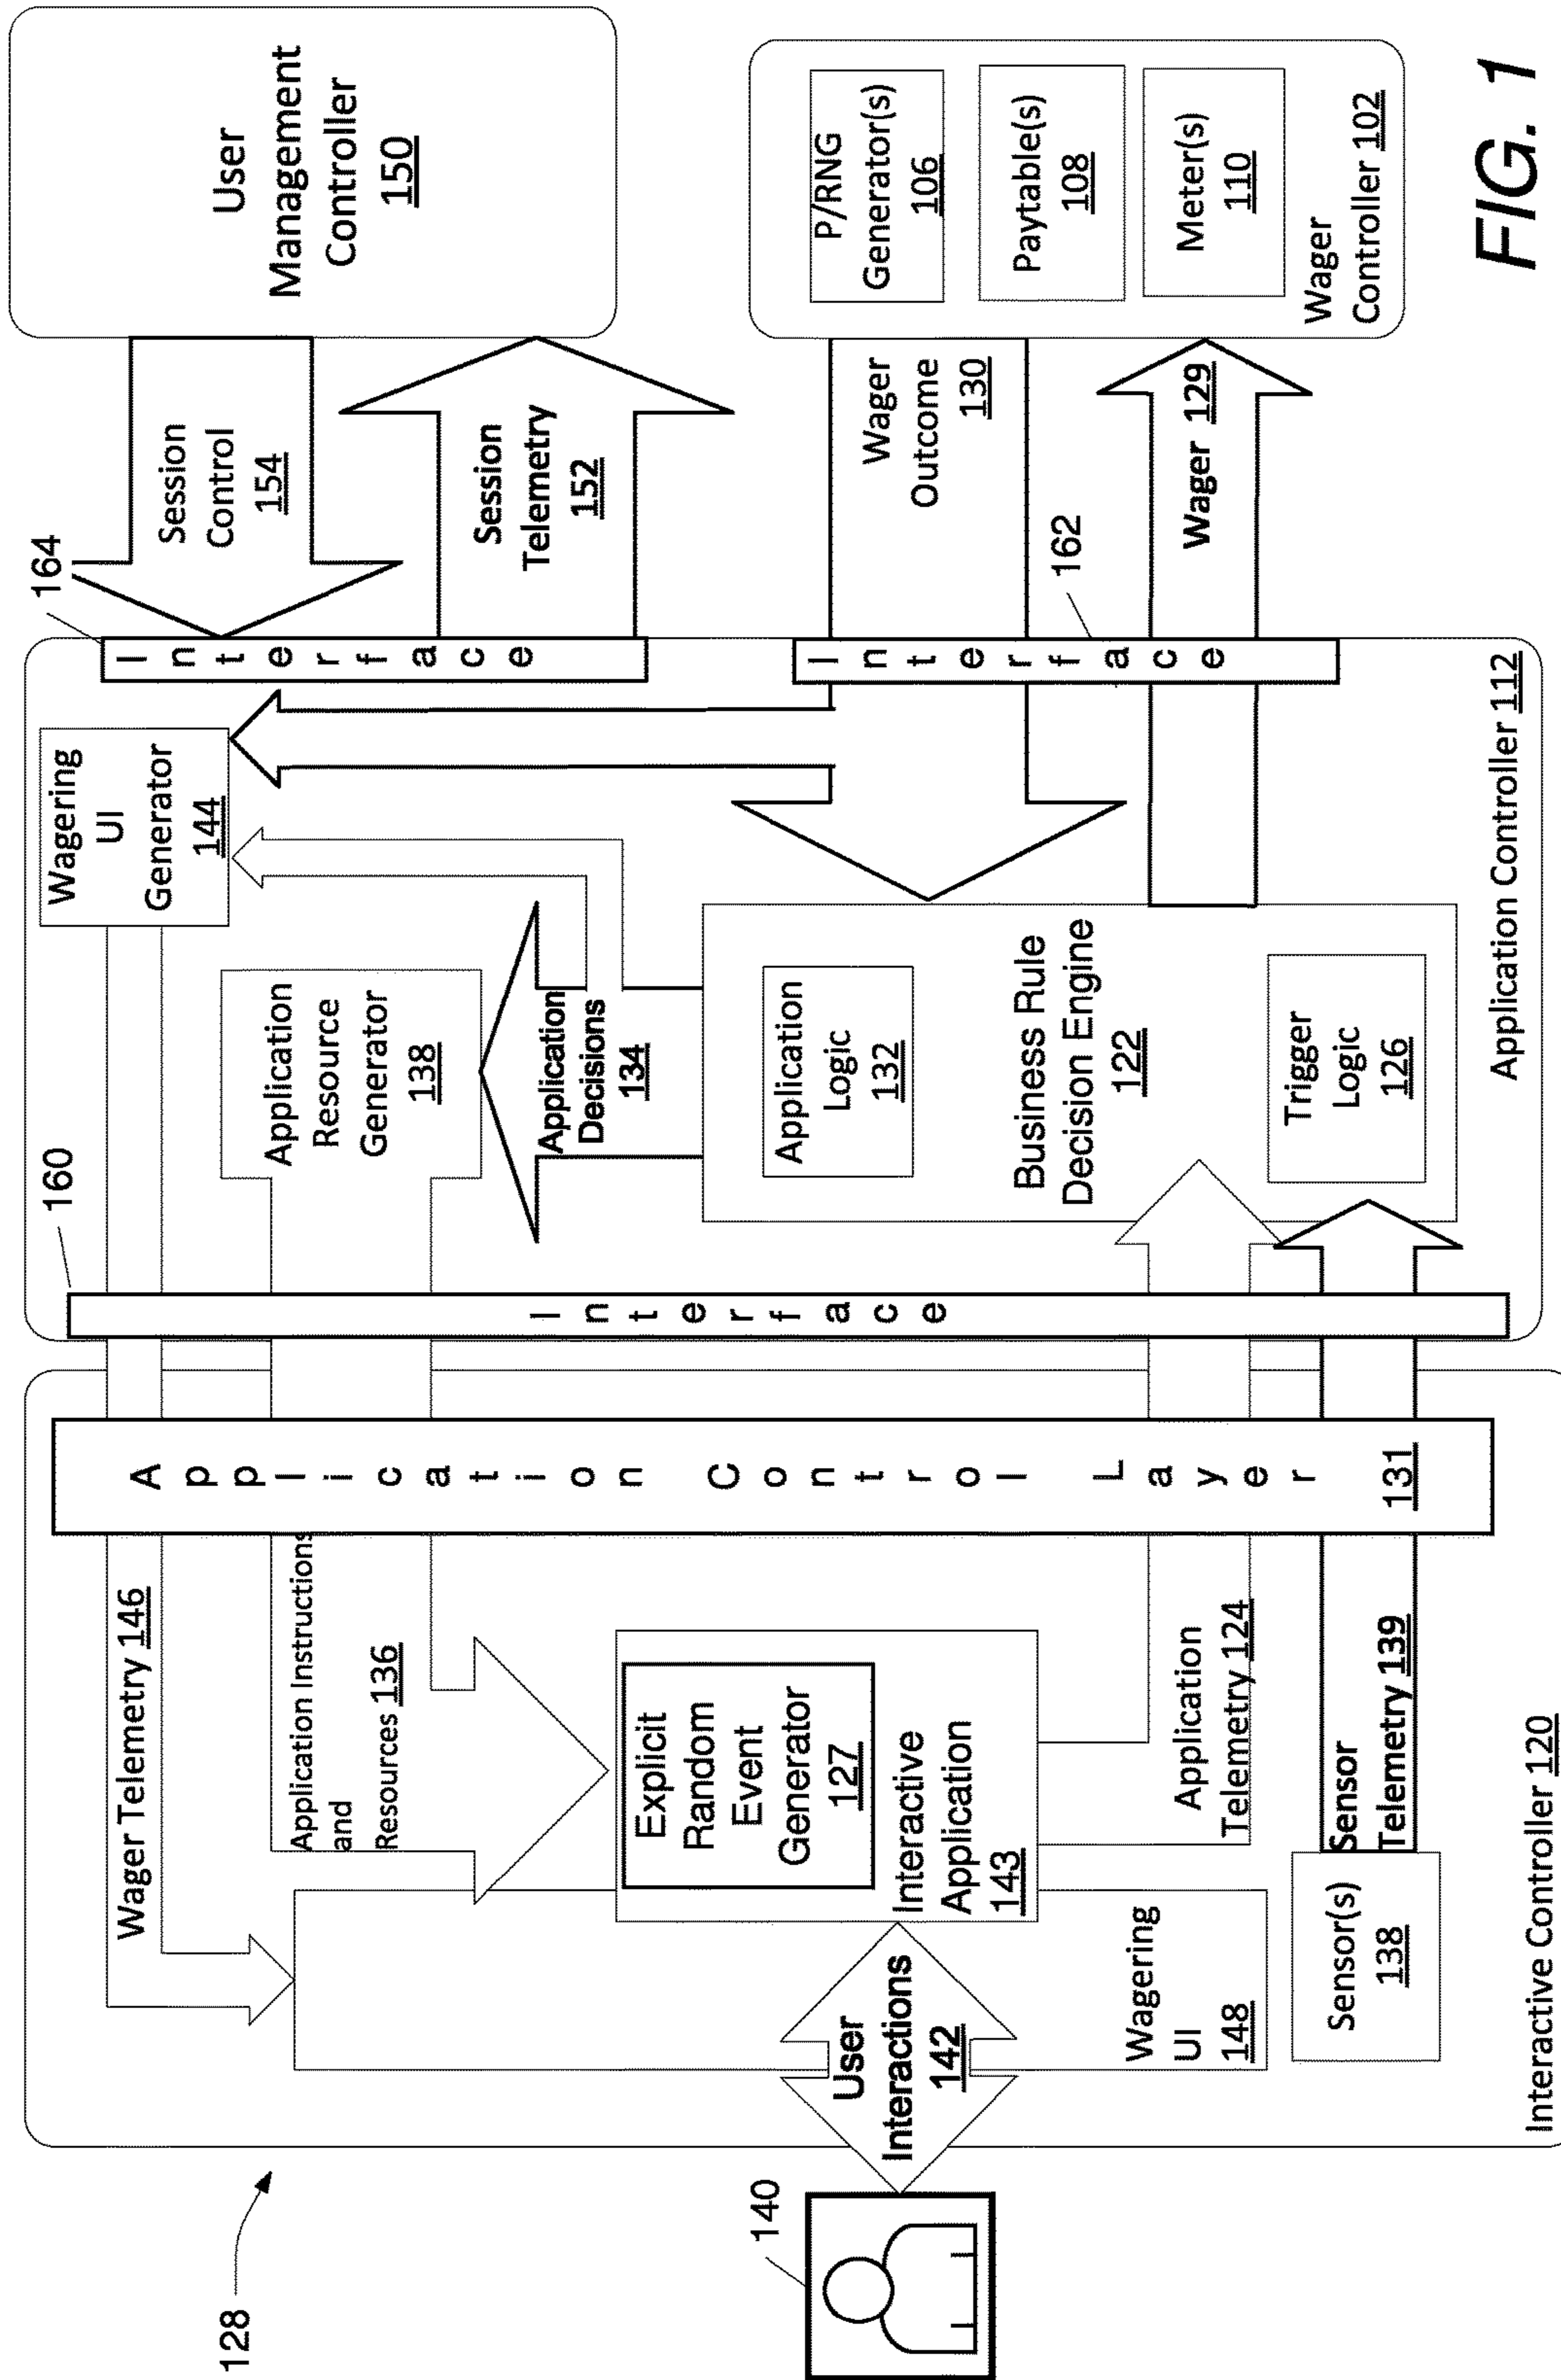 128
140
User
Interactions
142
Interactive Controller 120
Wager Telemetry 146
Application Instructions
and
Resources 136
Explicit
Random
Event
Generator
127
Interactive
Application
143
Wagering
UI
148
Application
Telemetry 124
Sensor(s)
138
Sensor
Telemetry 139
Application Control Layer
131
160
Interface
Application Controller 112
Wagering
UI
Generator
144
Application
Resource
Generator
138
Application
Decisions
134
Application
Logic
132
Business Rule
Decision Engine
122
Trigger
Logic
126
164
Interface
162
Interface
Session
Control
154
Session
Telemetry
152
Wager
Outcome
130
Wager 129
User
Management
Controller
150
P/RNG
Generator(s)
106
Paytable(s)
108
Meter(s)
110
Wager
Controller 102
FIG. 1